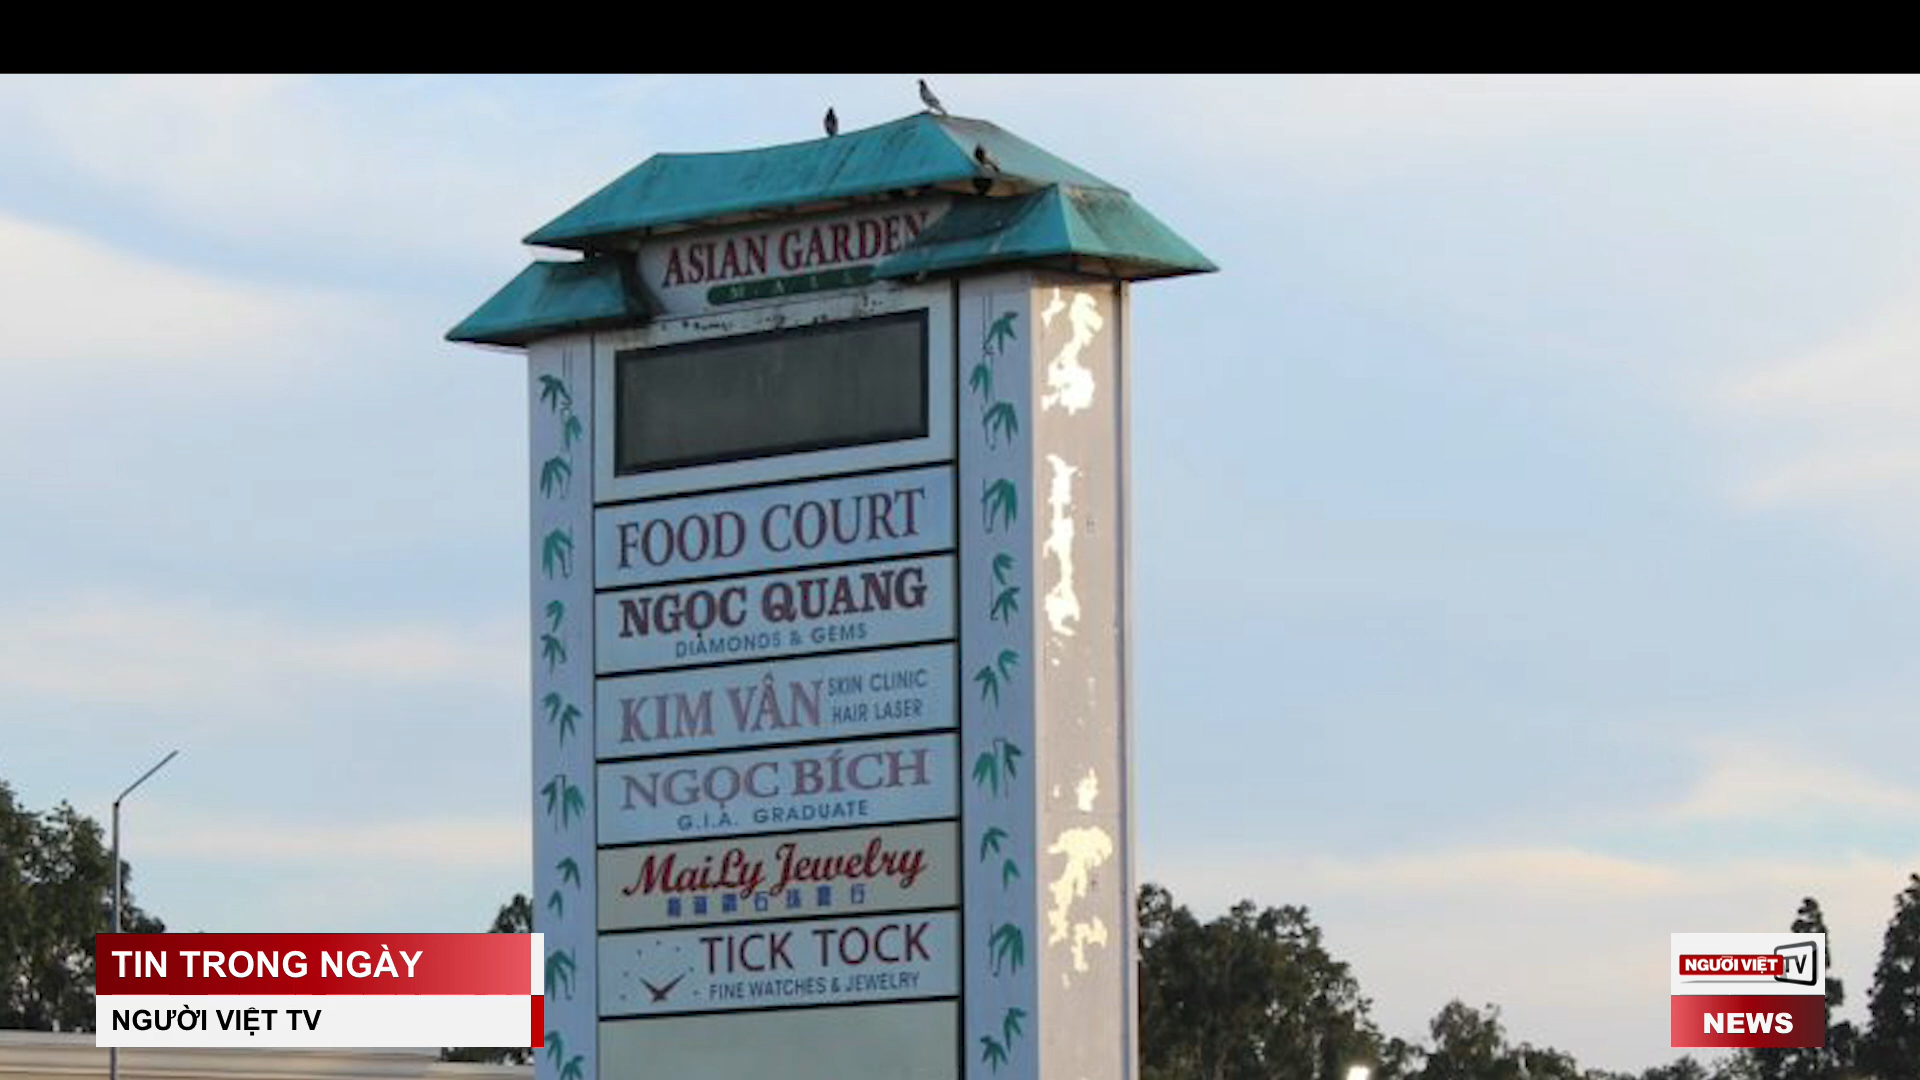 ASIAN GARDEN
MALL
FOOD COURT
NGỌC QUANG
DIAMONDS & GEMS
KIM VÂN
SKIN CLINIC
HAIR LASER
NGỌC BÍCH
G.I.A. GRADUATE
MaiLy Jewelry
TICK TOCK
FINE WATCHES & JEWELRY
TIN TRONG NGÀY
NGƯỜI VIỆT TV
NGƯỜI VIỆT TV
NEWS